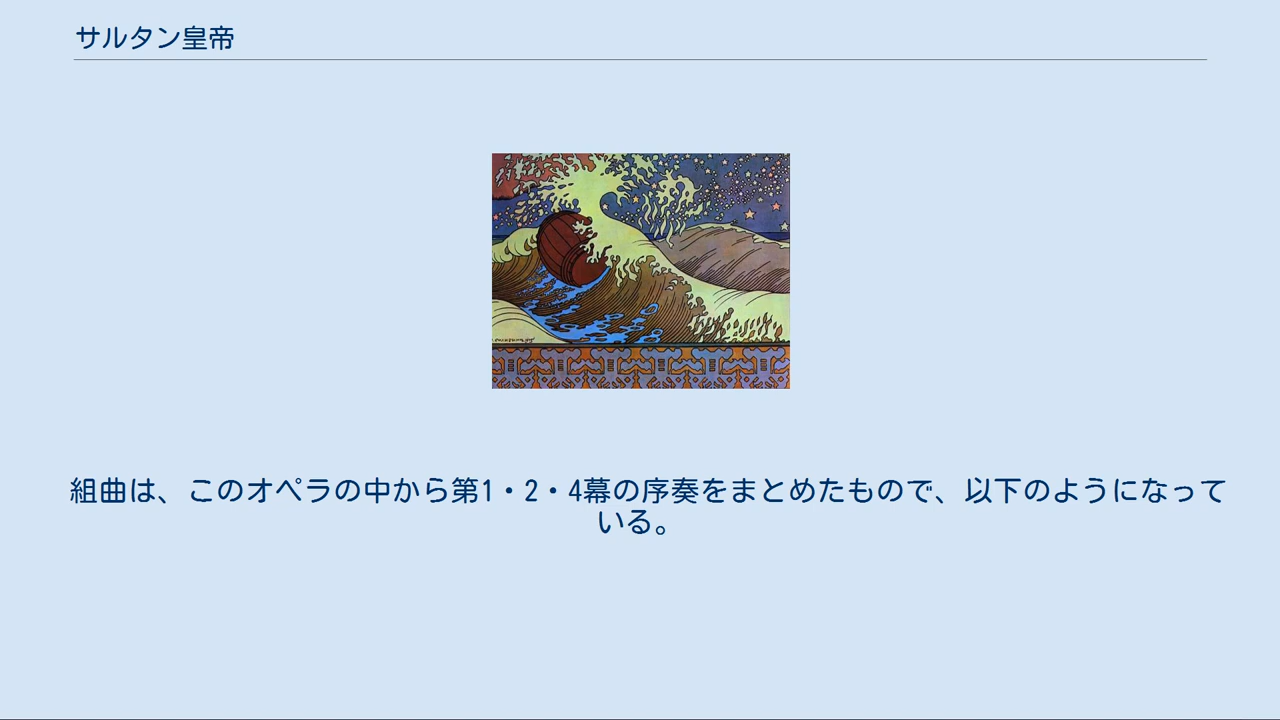 サルタン皇帝
組曲は、このオペラの中から第1・2・4幕の序奏をまとめたもので、以下のようになって
いる。